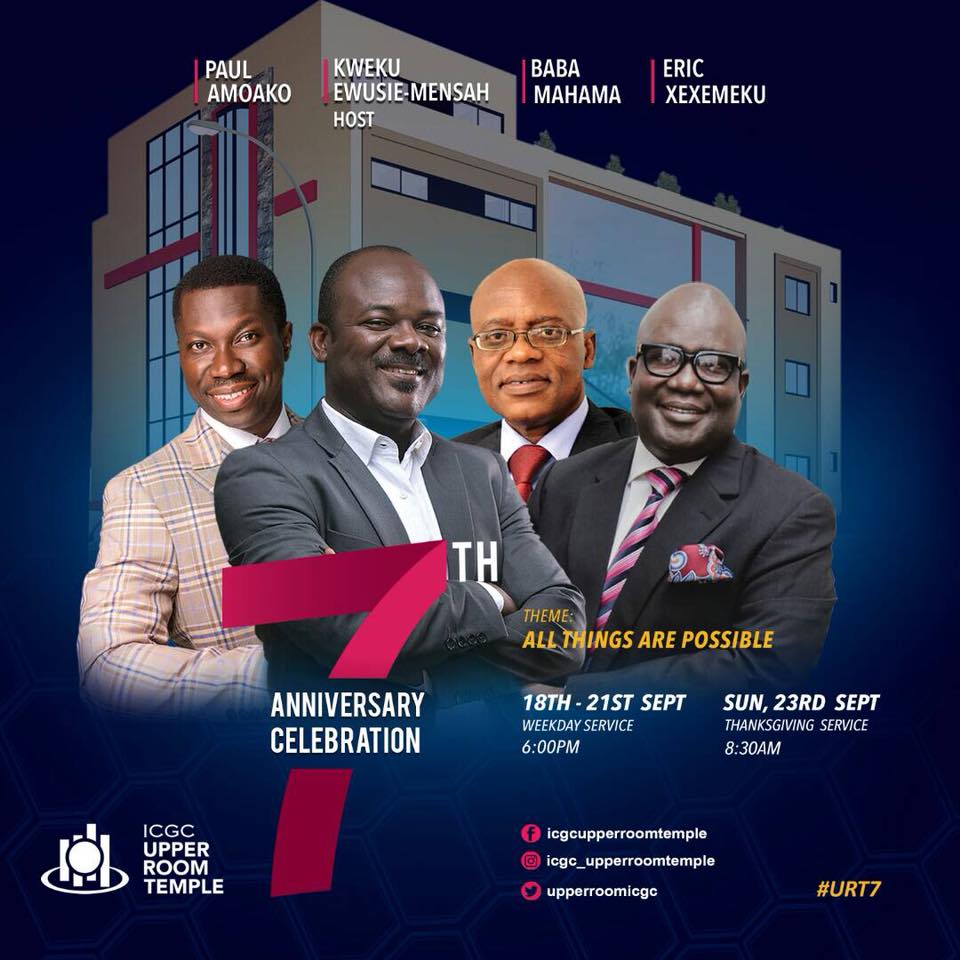 PAUL
AMOAKO
KWEKU
EWUSIE-MENSAH
HOST
BABA
MAHAMA
ERIC
XEXEMEKU
7TH
ANNIVERSARY
CELEBRATION
THEME:
ALL THINGS ARE POSSIBLE
18TH - 21ST SEPT
WEEKDAY SERVICE
6:00PM
SUN, 23RD SEPT
THANKSGIVING SERVICE
8:30AM
ICGC
UPPER
ROOM
TEMPLE
icgcupperroomtemple
icgc_upperroomtemple
upperroomicgc
#URT7